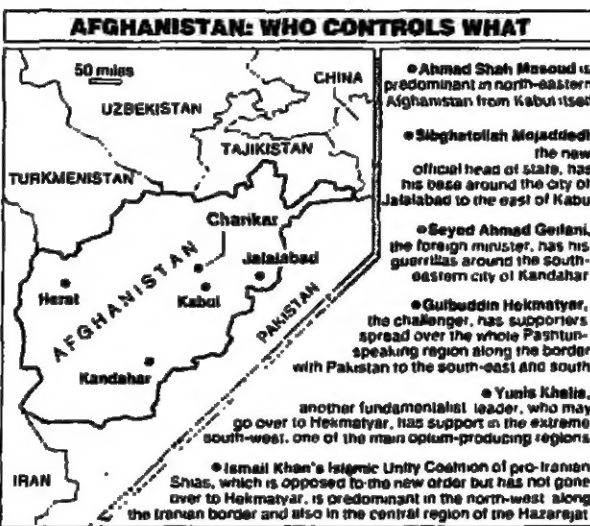 AFGHANISTAN: WHO CONTROLS WHAT
50 miles
CHINA
UZBEKISTAN
TAJIKISTAN
TURKMENISTAN
Charikar
AFGHANISTAN
Jalalabad
Herat
Kabul
PAKISTAN
Kandahar
IRAN
• Ahmad Shah Masoud is
predominant in north-eastern
Afghanistan from Kabul itself
• Sibghatollah Mojaddedi
the new
official head of state, has
his base around the city of
Jalalabad to the east of Kabu
• Seyed Ahmad Geilani,
the foreign minister, has his
guerrillas around the south-
eastern city of Kandahar
• Gulbuddin Hekmatyar,
the challenger, has supporters
spread over the whole Pashtun-
speaking region along the border
with Pakistan to the south-east and south
• Yunis Khalis,
another fundamentalist leader, who may
go over to Hekmatyar, has support in the extreme
south-west, one of the main opium-producing regions
• Ismail Khan's Islamic Unity Coalition of pro-Iranian
Shias, which is opposed to the new order but has not gone
over to Hekmatyar, is predominant in the north-west along
the Iranian border and also in the central region of the Hazarajat